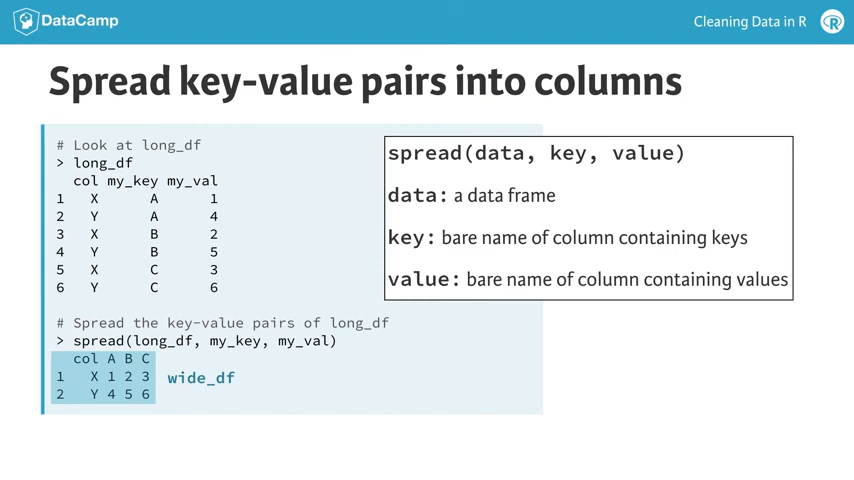 DataCamp
Cleaning Data in R
R
Spread key-value pairs into columns
# Look at long_df
> long_df
  col my_key my_val
1   X      A      1
2   Y      A      4
3   X      B      2
4   Y      B      5
5   X      C      3
6   Y      C      6
# Spread the key-value pairs of long_df
> spread(long_df, my_key, my_val)
  col A B C
1   X 1 2 3
2   Y 4 5 6
wide_df
spread(data, key, value)
data: a data frame
key: bare name of column containing keys
value: bare name of column containing values